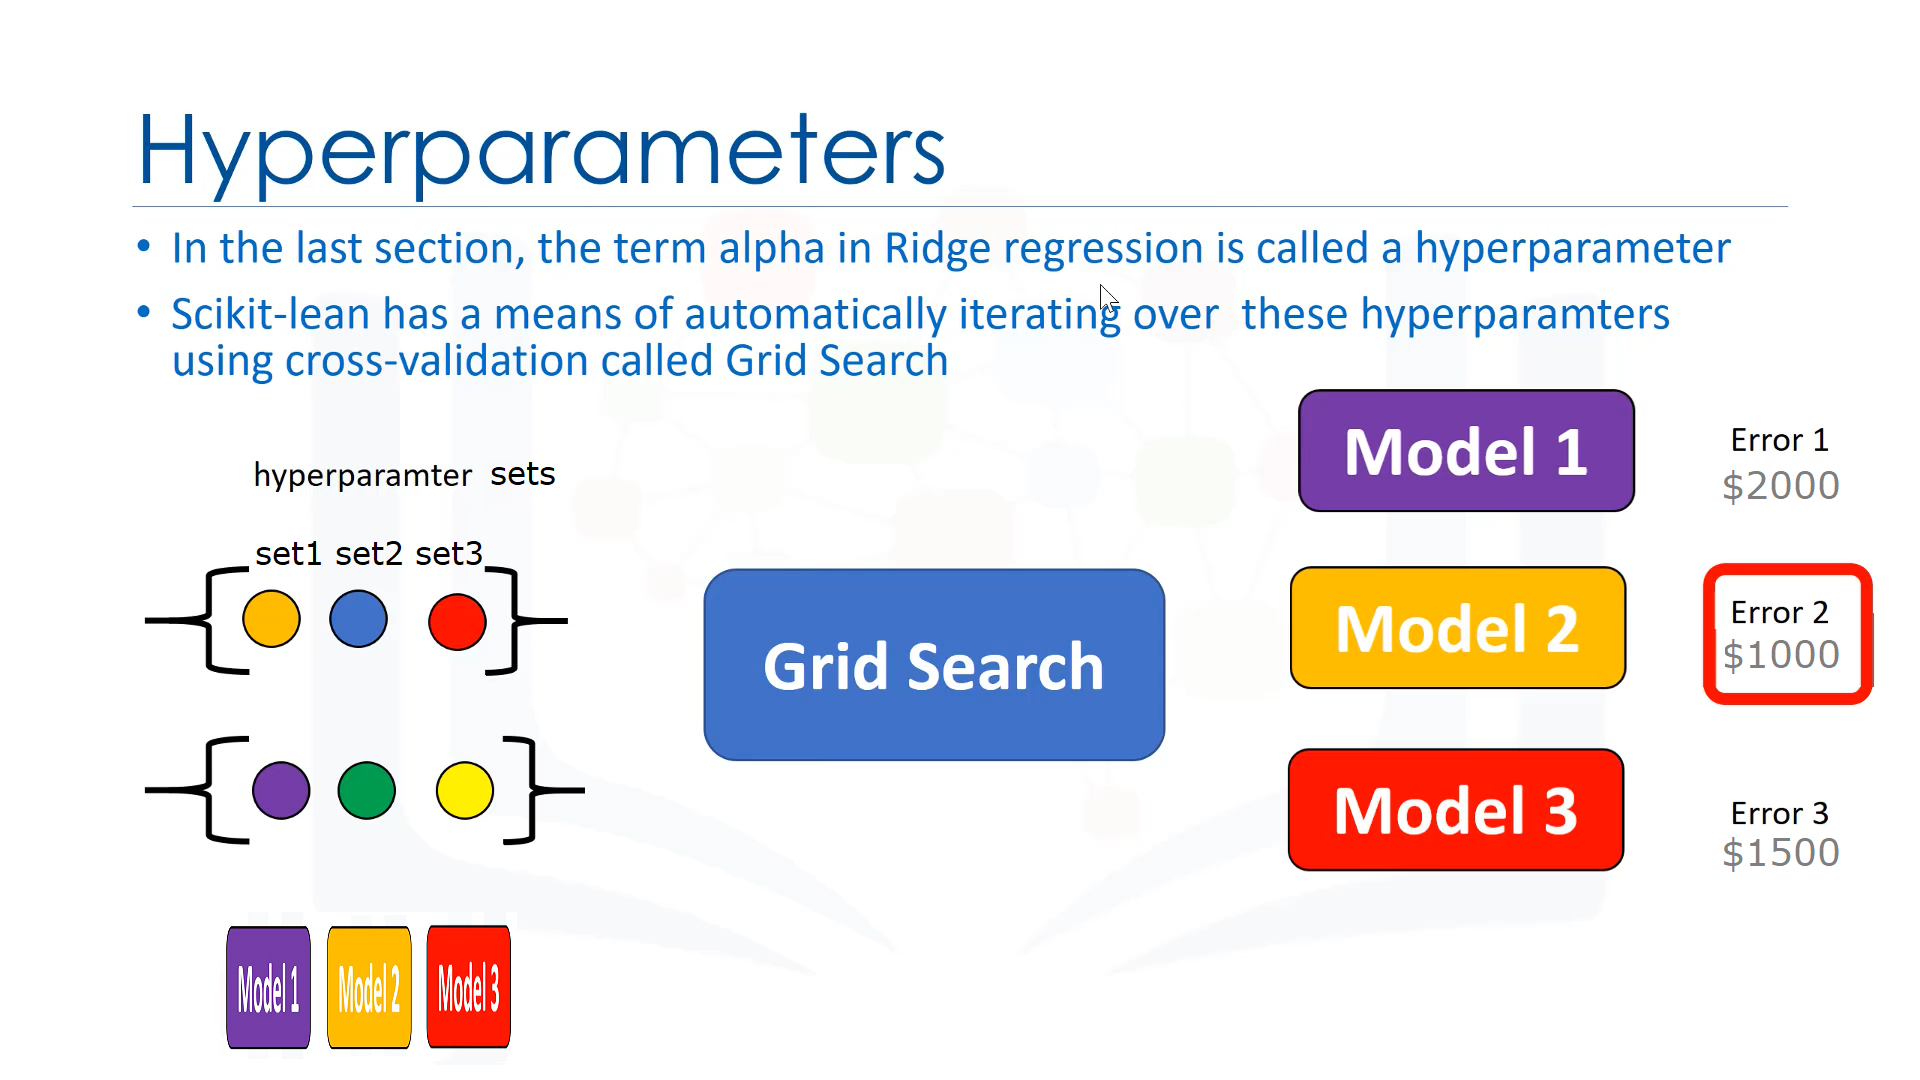 Hyperparameters
• In the last section, the term alpha in Ridge regression is called a hyperparameter
• Scikit-lean has a means of automatically iterating over  these hyperparamters
using cross-validation called Grid Search
hyperparamter sets
set1 set2 set3
Grid Search
Model 1
Error 1
$2000
Model 2
Error 2
$1000
Model 3
Error 3
$1500
Model 1 Model 2 Model 3